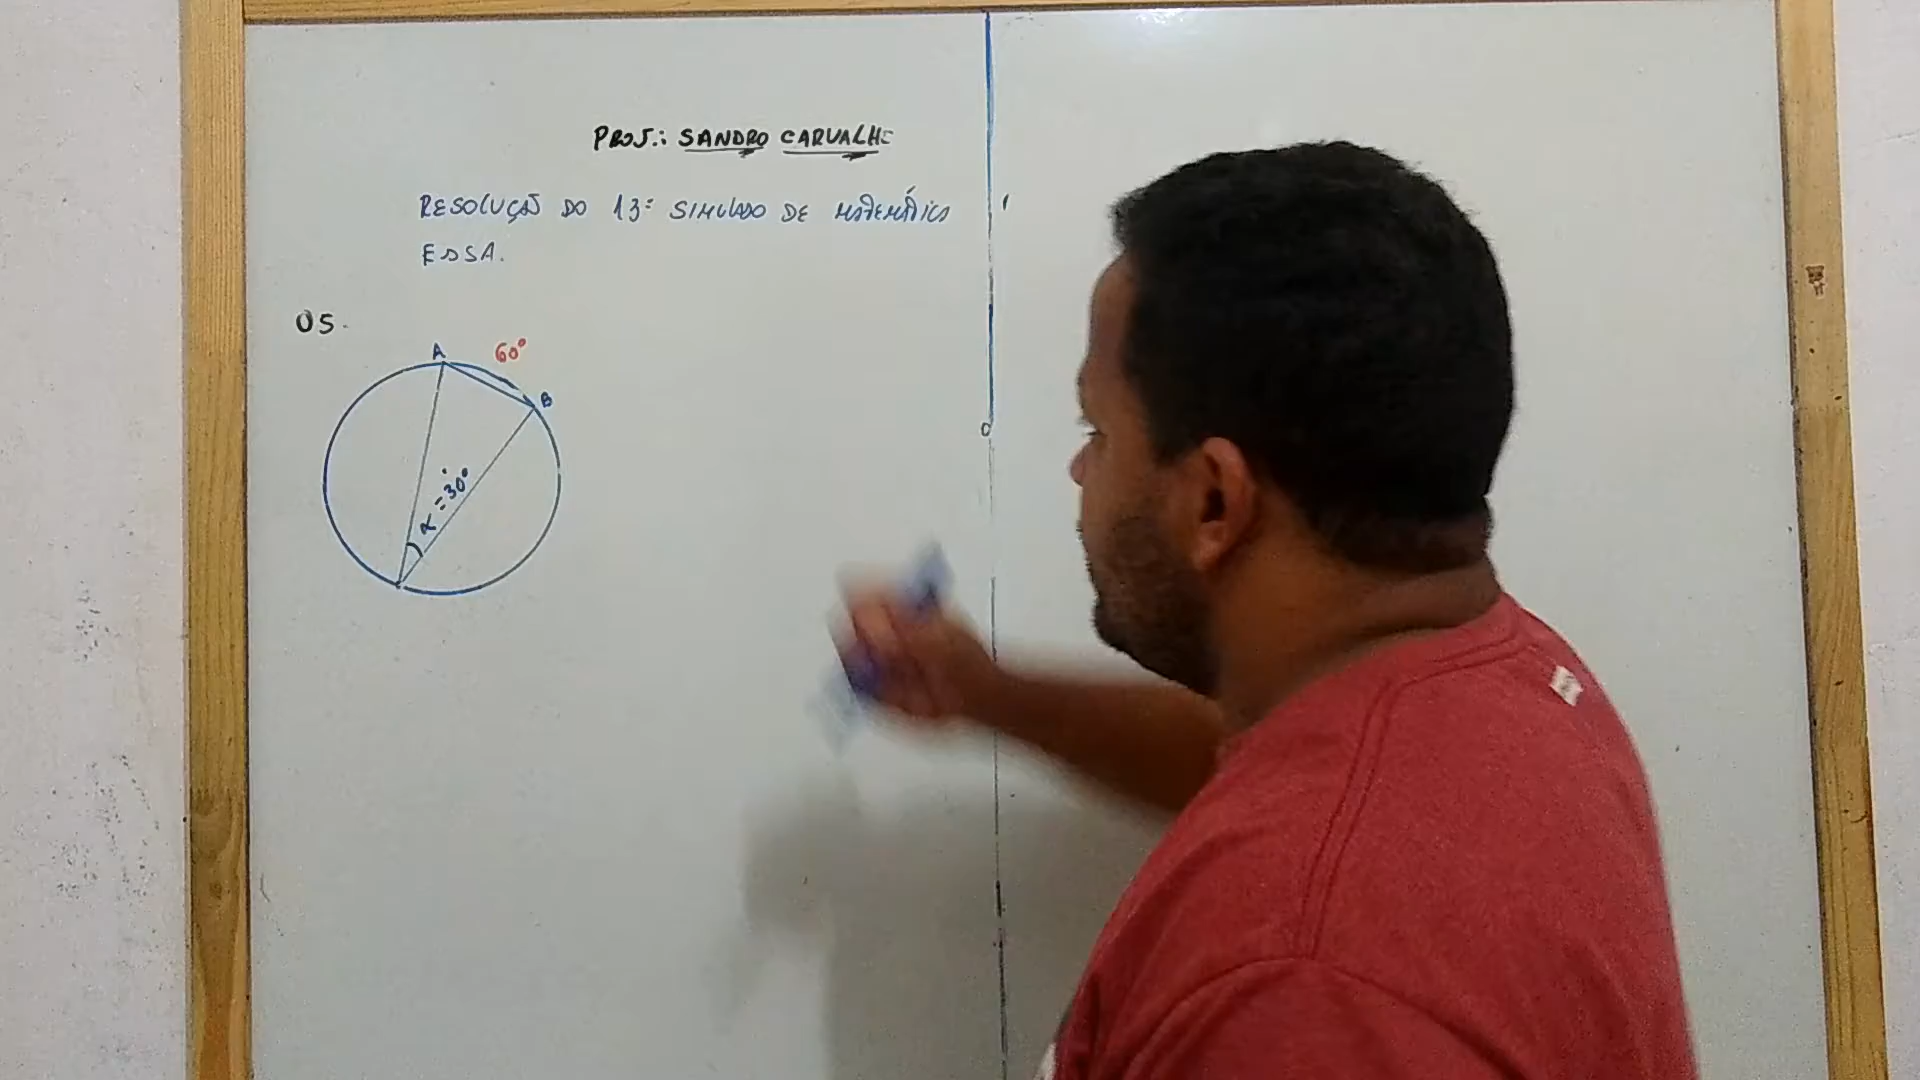 PROF.: SANDRO CARVALHO
RESOLUÇÃO DO 13º SIMULADO DE MATEMÁTICA
ESSA.
05.
A
60°
B
α = 30°